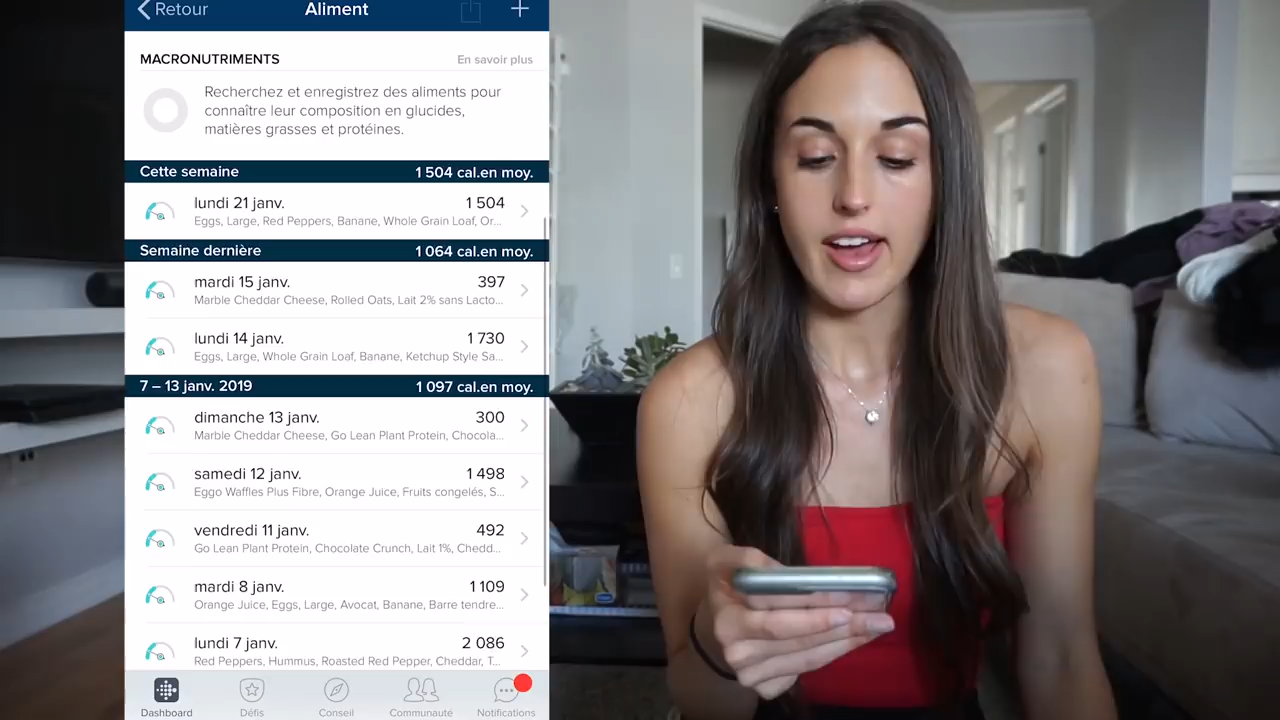 Retour
Aliment
MACRONUTRIMENTS
En savoir plus
Recherchez et enregistrez des aliments pour
connaître leur composition en glucides,
matières grasses et protéines.
Cette semaine 1 504 cal.en moy.
lundi 21 janv. 1 504
Eggs, Large, Red Peppers, Banane, Whole Grain Loaf, Or...
Semaine dernière 1 064 cal.en moy.
mardi 15 janv. 397
Marble Cheddar Cheese, Rolled Oats, Lait 2% sans Lacto...
lundi 14 janv. 1 730
Eggs, Large, Whole Grain Loaf, Banane, Ketchup Style Sa...
7 – 13 janv. 2019 1 097 cal.en moy.
dimanche 13 janv. 300
Marble Cheddar Cheese, Go Lean Plant Protein, Chocola...
samedi 12 janv. 1 498
Eggo Waffles Plus Fibre, Orange Juice, Fruits congelés, S...
vendredi 11 janv. 492
Go Lean Plant Protein, Chocolate Crunch, Lait 1%, Chedd...
mardi 8 janv. 1 109
Orange Juice, Eggs, Large, Avocat, Banane, Barre tendre...
lundi 7 janv. 2 086
Red Peppers, Hummus, Roasted Red Pepper, Cheddar, T...
Dashboard
Défis
Conseil
Communauté
Notifications